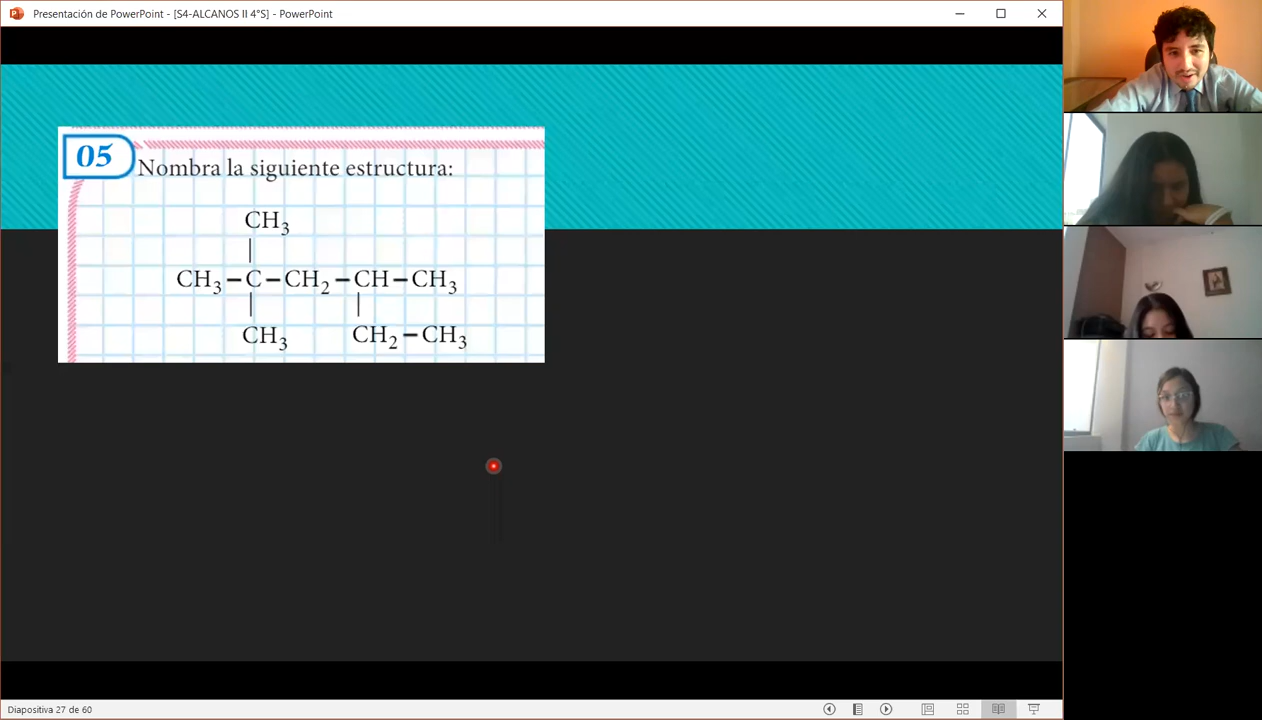 Presentación de PowerPoint - [S4-ALCANOS II 4°S] - PowerPoint
05
Nombra la siguiente estructura:
CH3
|
CH3–C–CH2–CH–CH3
|          |
CH3    CH2–CH3
Diapositiva 27 de 60